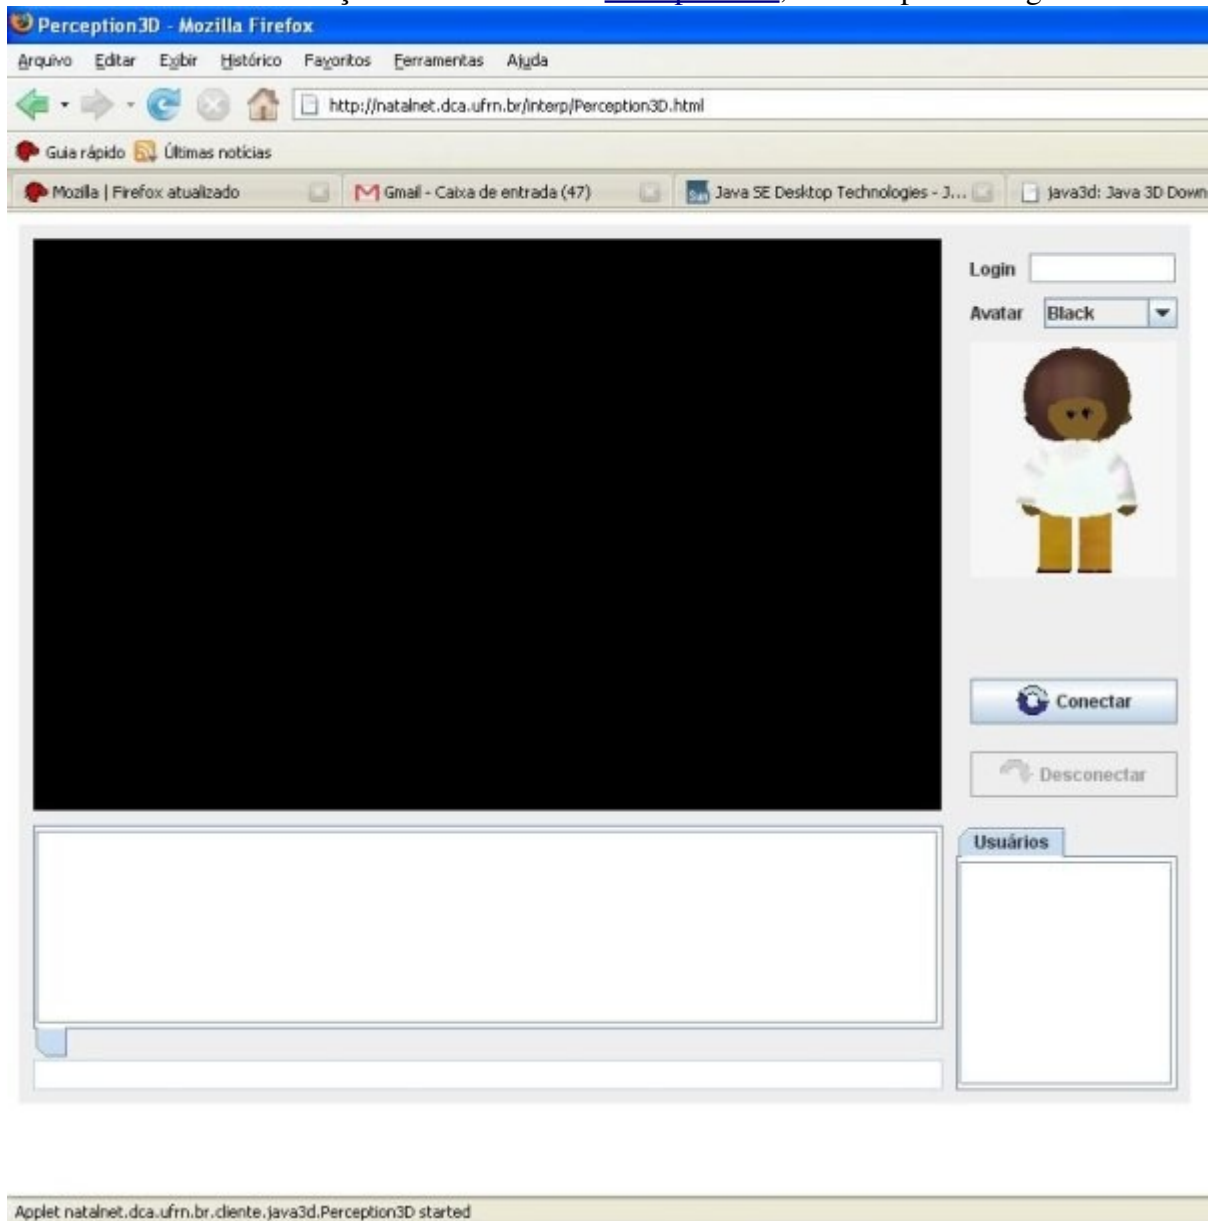 Perception3D - Mozilla Firefox
Arquivo Editar Exibir Histórico Favoritos Ferramentas Ajuda
http://natalnet.dca.ufrn.br/interp/Perception3D.html
Guia rápido Últimas notícias
Mozilla | Firefox atualizado Gmail - Caixa de entrada (47) Java SE Desktop Technologies - J... java3d: Java 3D Down
Login
Avatar Black
Conectar
Desconectar
Usuários
Applet natalnet.dca.ufrn.br.cliente.java3d.Perception3D started